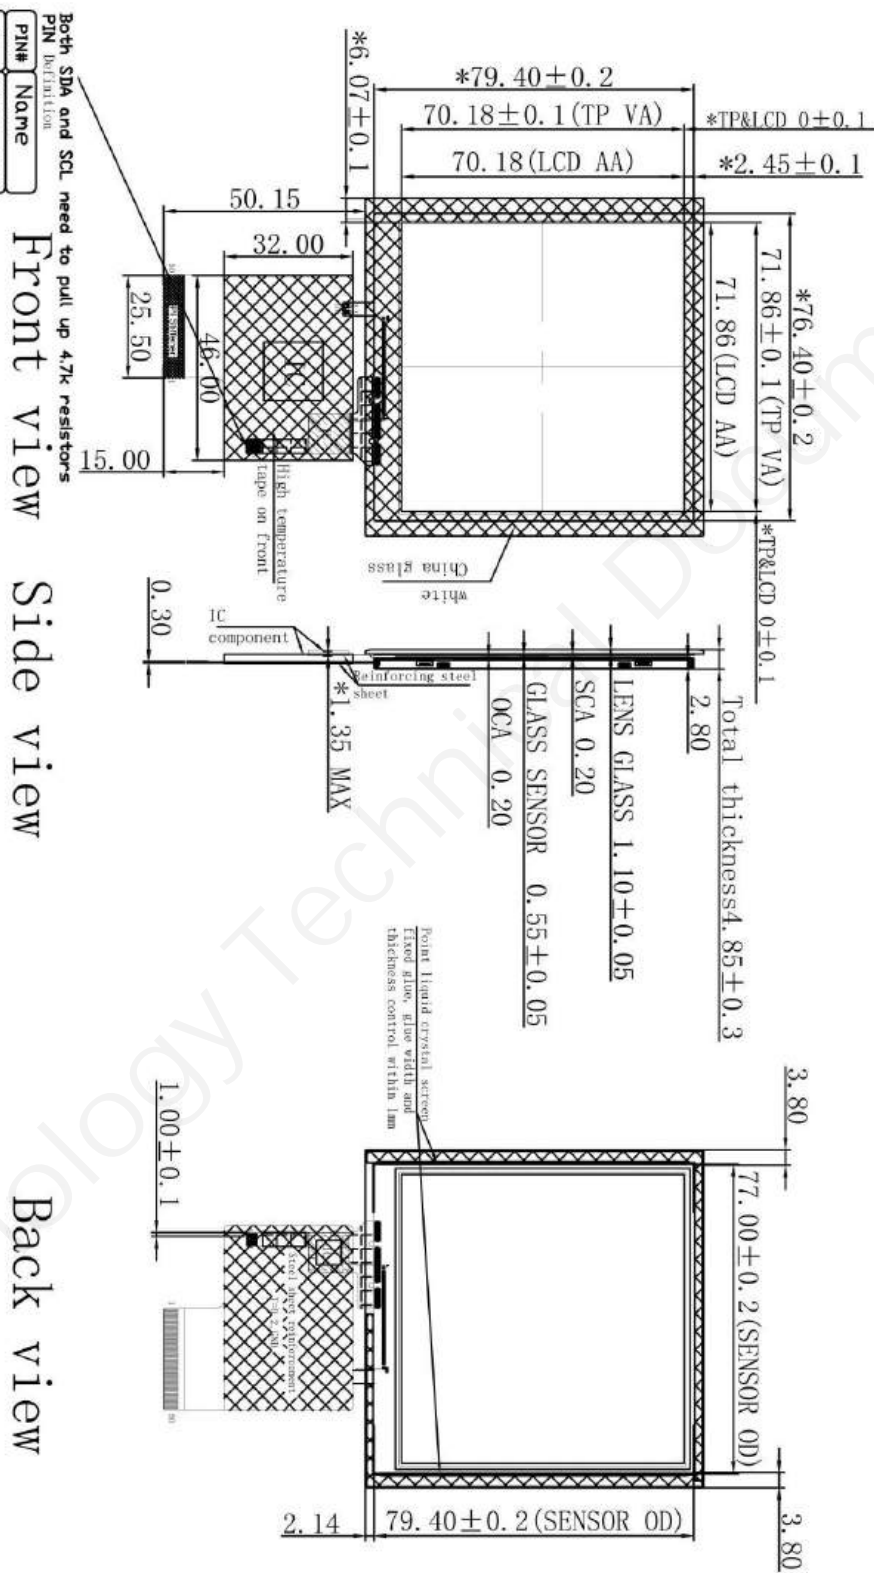 Both SDA and SCL need to pull up 4.7k resistors
PIN Definition
PIN# Name
Front view
*79.40±0.2
70.18±0.1(TP VA)
70.18(LCD AA)
*TP&LCD 0±0.1
*2.45±0.1
*6.07±0.1
50.15
32.00
25.50
46.00
15.00
71.86(LCD AA)
71.86±0.1(TP VA)
*76.40±0.2
*TP&LCD 0±0.1
High temperature
tape on front
white
China glass
Side view
0.30
IC
component
Reinforcing steel
sheet
*1.35 MAX
OCA 0.20
GLASS SENSOR 0.55±0.05
SCA 0.20
LENS GLASS 1.10±0.05
2.80
Total thickness4.85±0.3
Back view
Point liquid crystal screen
fixed glue, glue width and
thickness control within 1mm
3.80
77.00±0.2(SENSOR OD)
3.80
1.00±0.1
Steel sheet reinforcement
2.14
79.40±0.2(SENSOR OD)
nology Technical Docum